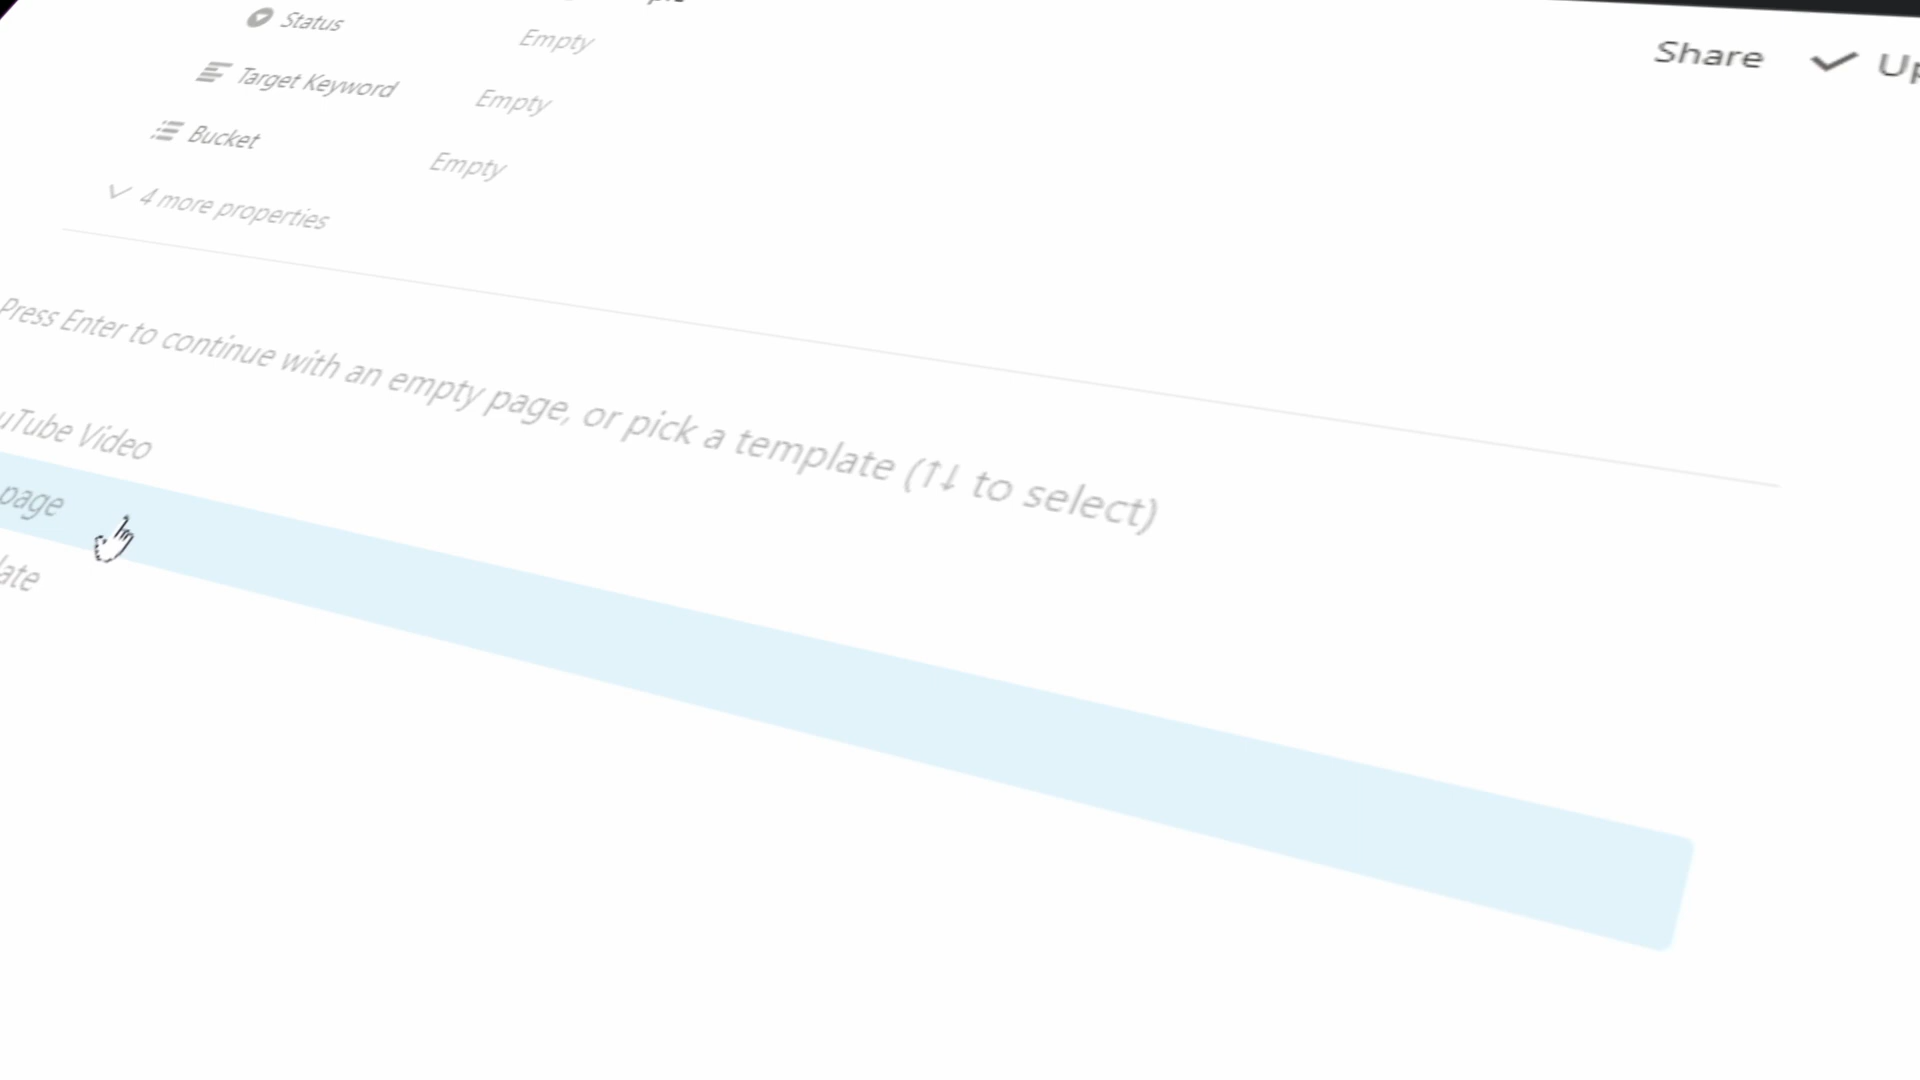 Status Empty
Target Keyword Empty
Bucket Empty
4 more properties
Share
Press Enter to continue with an empty page, or pick a template (↑↓ to select)
uTube Video
page